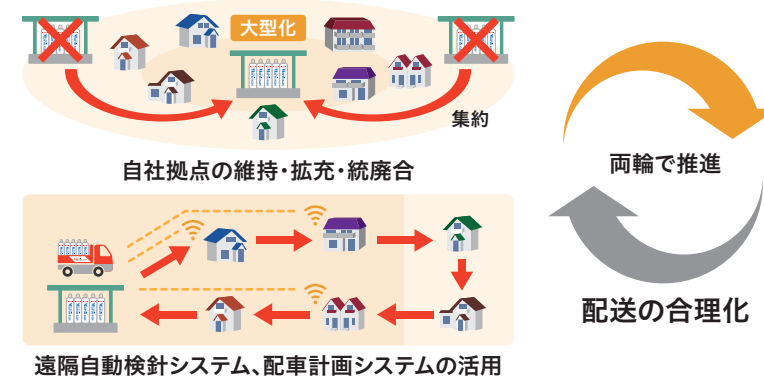 大型化
集約
自社拠点の維持・拡充・統廃合
両輪で推進
配送の合理化
遠隔自動検針システム、配車計画システムの活用